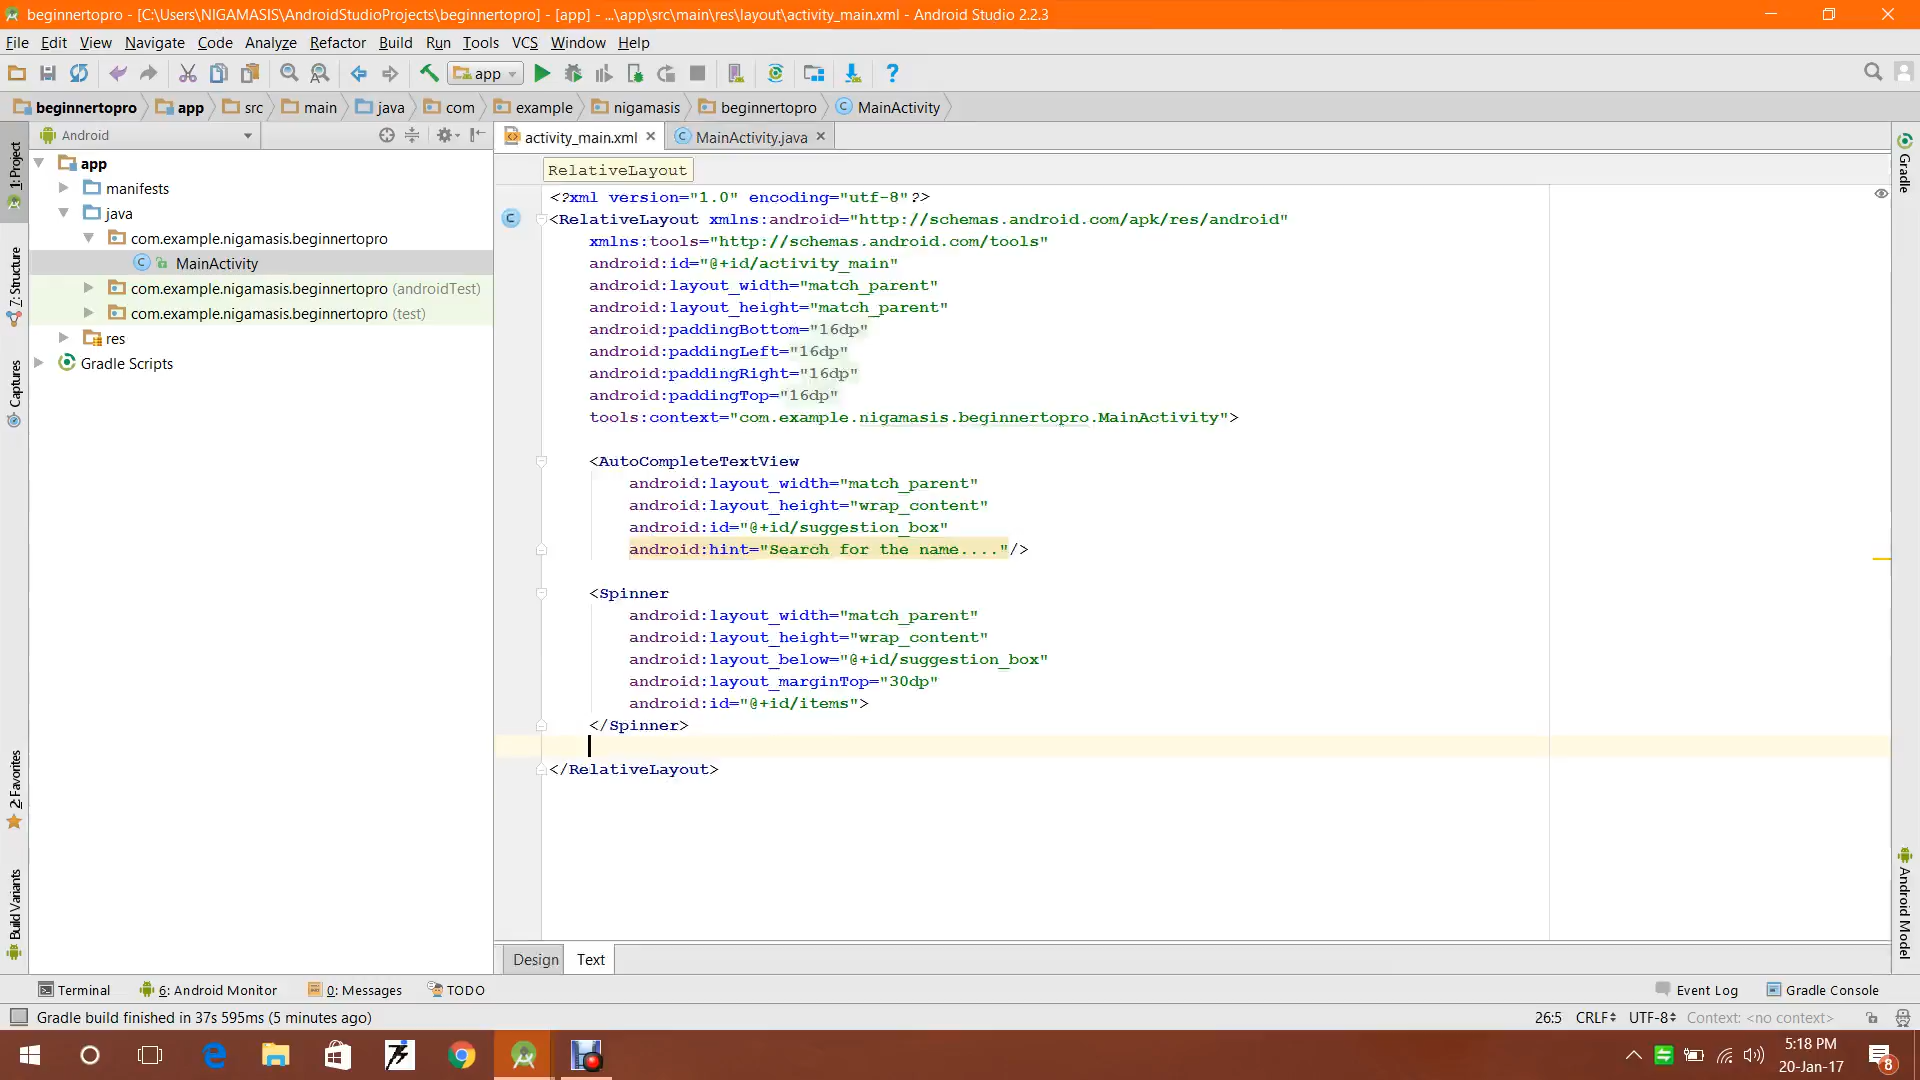 beginnertopro - [C:\Users\NIGAMASIS\AndroidStudioProjects\beginnertopro] - [app] - ...\app\src\main\res\layout\activity_main.xml - Android Studio 2.2.3
File Edit View Navigate Code Analyze Refactor Build Run Tools VCS Window Help
app
beginnertopro app src main java com example nigamasis beginnertopro MainActivity
Android
activity_main.xml MainActivity.java
1: Project
7: Structure
Captures
2: Favorites
Build Variants
app
manifests
java
com.example.nigamasis.beginnertopro
MainActivity
com.example.nigamasis.beginnertopro (androidTest)
com.example.nigamasis.beginnertopro (test)
res
Gradle Scripts
RelativeLayout
<?xml version="1.0" encoding="utf-8"?>
<RelativeLayout xmlns:android="http://schemas.android.com/apk/res/android"
xmlns:tools="http://schemas.android.com/tools"
android:id="@+id/activity_main"
android:layout_width="match_parent"
android:layout_height="match_parent"
android:paddingBottom="16dp"
android:paddingLeft="16dp"
android:paddingRight="16dp"
android:paddingTop="16dp"
tools:context="com.example.nigamasis.beginnertopro.MainActivity">
<AutoCompleteTextView
android:layout_width="match_parent"
android:layout_height="wrap_content"
android:id="@+id/suggestion_box"
android:hint="Search for the name...."/>
<Spinner
android:layout_width="match_parent"
android:layout_height="wrap_content"
android:layout_below="@+id/suggestion_box"
android:layout_marginTop="30dp"
android:id="@+id/items">
</Spinner>
</RelativeLayout>
Gradle
Android Model
Design Text
Terminal 6: Android Monitor 0: Messages TODO Event Log Gradle Console
Gradle build finished in 37s 595ms (5 minutes ago) 26:5 CRLF UTF-8 Context: <no context>
5:18 PM
20-Jan-17
8